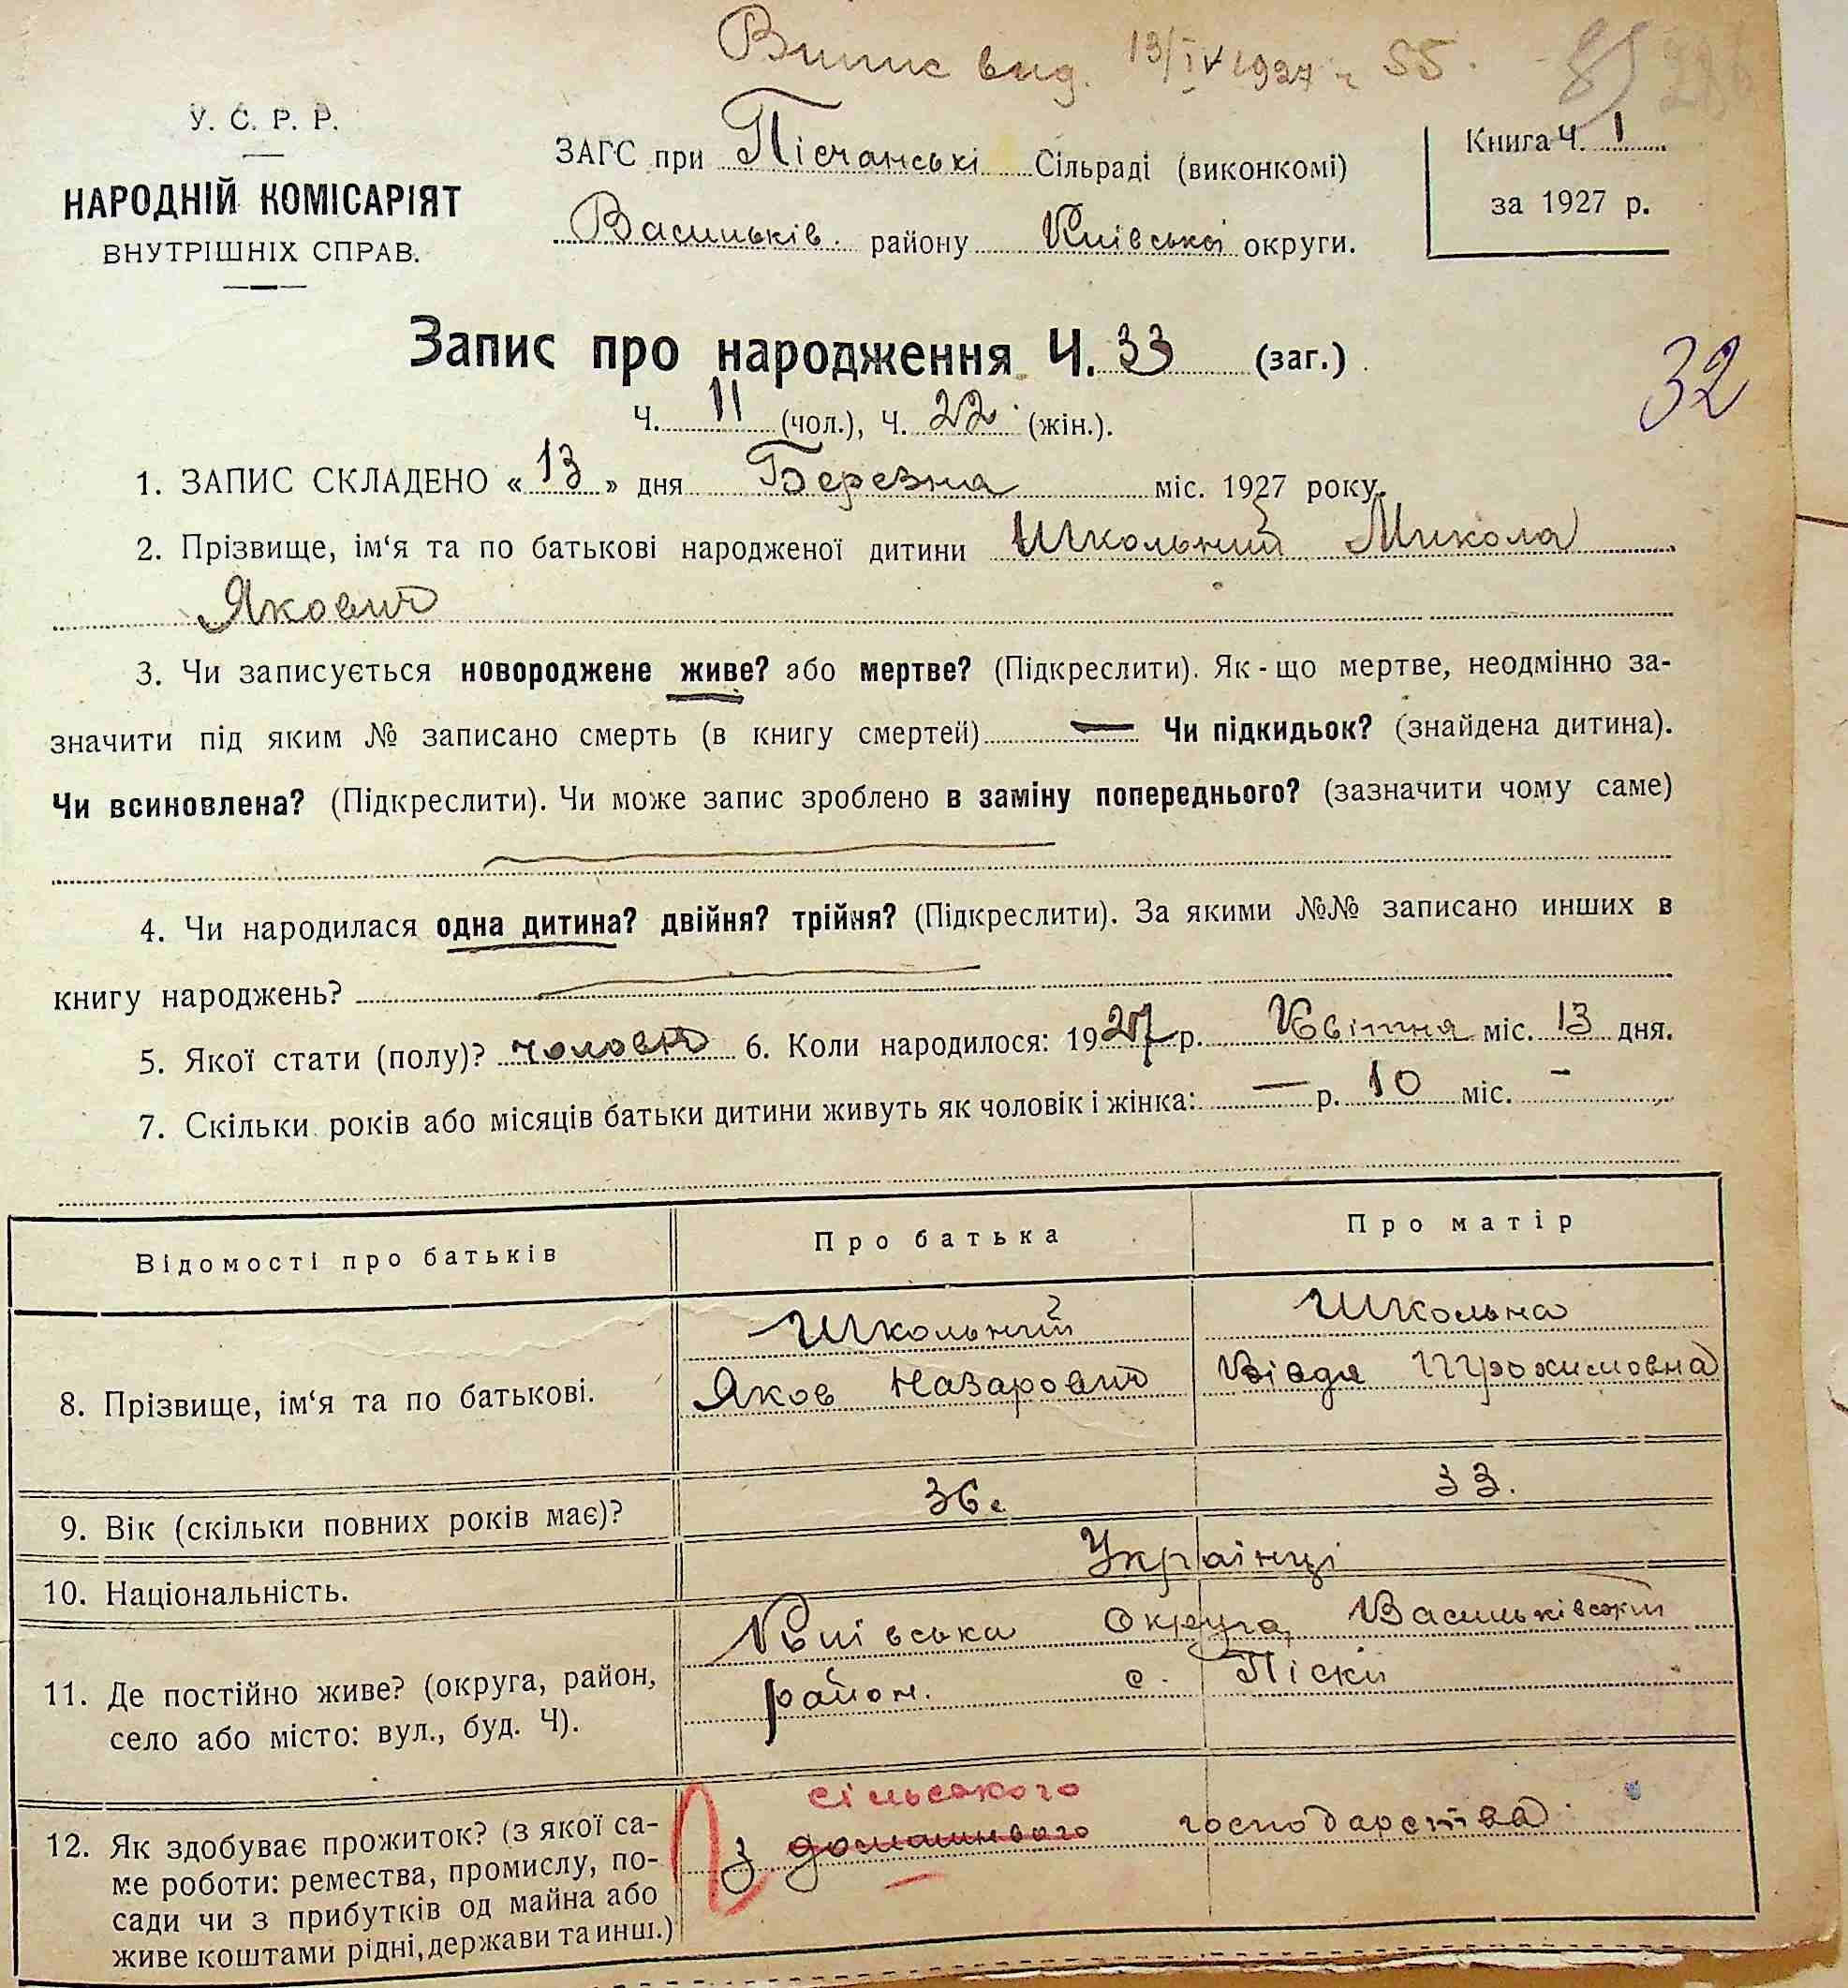 Випис вид. 13/IV 1927 ч 55.
У. С. Р. Р.
НАРОДНІЙ КОМІСАРІЯТ
ВНУТРІШНІХ СПРАВ.
ЗАГС при Пісчанські Сільраді (виконкомі)
Васильків. району Київської округи.
Книга Ч. 1
за 1927 р.
Запис про народження Ч. 33 (заг.)
32
Ч. 11 (чол.), Ч. 22 (жін.).
1. ЗАПИС СКЛАДЕНО « 13 » дня Березна міс. 1927 року.
2. Прізвище, ім‘я та по батькові народженої дитини Школьний Микола
Якович
3. Чи записується новороджене живе? або мертве? (Підкреслити). Як-що мертве, неодмінно за-
значити під яким № записано смерть (в книгу смертей) — Чи підкидьок? (знайдена дитина).
Чи всиновлена? (Підкреслити). Чи може запис зроблено в заміну попереднього? (зазначити чому саме)
4. Чи народилася одна дитина? двійня? трійня? (Підкреслити). За якими №№ записано инших в
книгу народжень?
5. Якої стати (полу)? 6. Коли народилося: 1927 р. Квітня міс. 13 дня.
7. Скільки років або місяців батьки дитини живуть як чоловік і жінка: — р. 10 міс. -
Відомості про батьків Про батька Про матір
Школьний Школьна
8. Прізвище, ім‘я та по батькові. Яков Назарович
9. Вік (скільки повних років має)? 36. 33.
10. Національність. Українці
Київська Округа, Васильківский
11. Де постійно живе? (округа, район, район. с. Піски
село або місто: вул., буд. Ч).
сільського
12. Як здобуває прожиток? (з якої са- З домашнього господарства
ме роботи: ремества, промислу, по-
сади чи з прибутків од майна або
живе коштами рідні, держави та инш.)